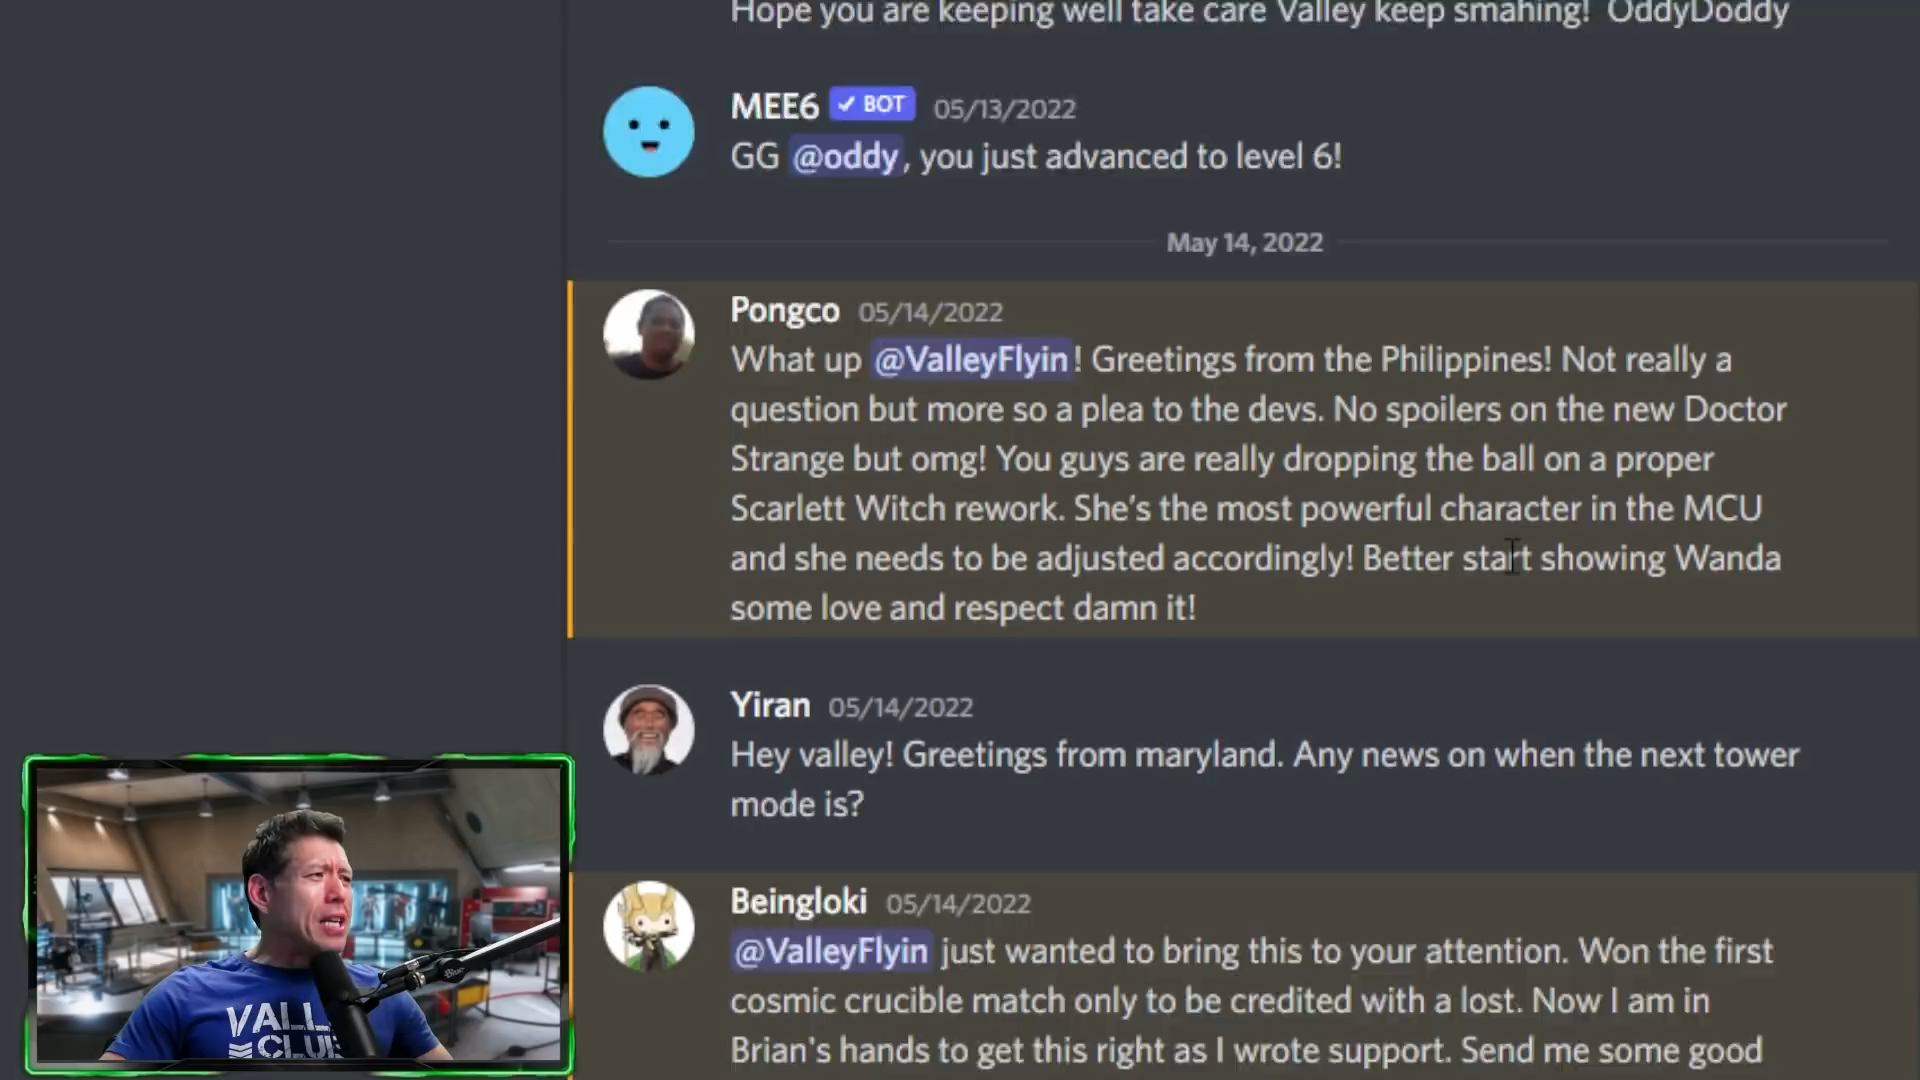 Hope you are keeping well take care Valley keep smahing! OddyDoddy
MEE6 ✓ BOT 05/13/2022
GG @oddy, you just advanced to level 6!
May 14, 2022
Pongco 05/14/2022
What up @ValleyFlyin! Greetings from the Philippines! Not really a
question but more so a plea to the devs. No spoilers on the new Doctor
Strange but omg! You guys are really dropping the ball on a proper
Scarlett Witch rework. She's the most powerful character in the MCU
and she needs to be adjusted accordingly! Better start showing Wanda
some love and respect damn it!
Yiran 05/14/2022
Hey valley! Greetings from maryland. Any news on when the next tower
mode is?
Beingloki 05/14/2022
@ValleyFlyin just wanted to bring this to your attention. Won the first
cosmic crucible match only to be credited with a lost. Now I am in
Brian's hands to get this right as I wrote support. Send me some good
Blue
VALL
CLUB